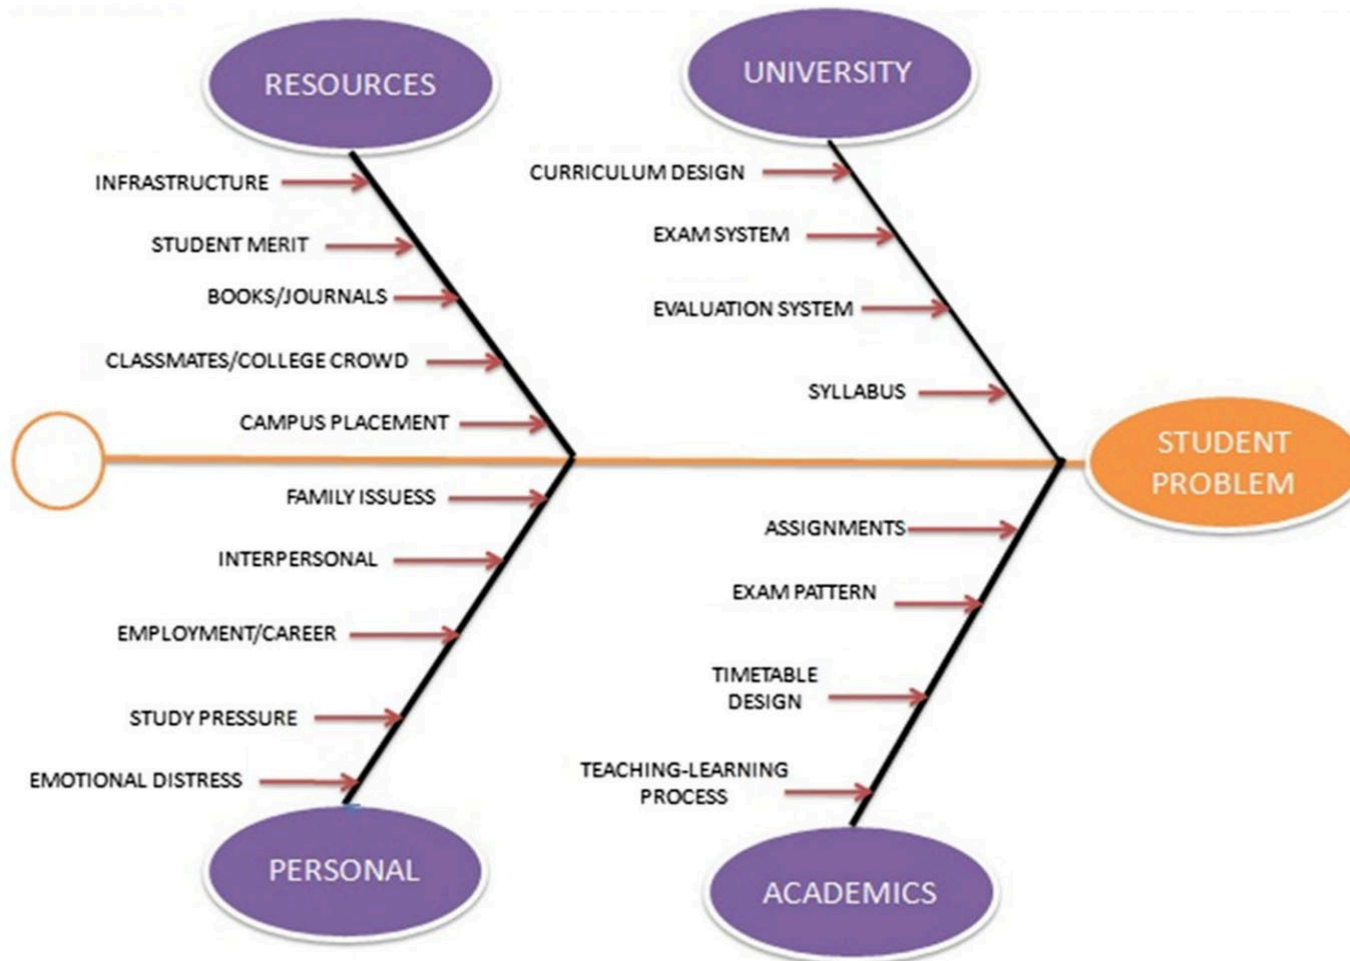 RESOURCES
INFRASTRUCTURE
STUDENT MERIT
BOOKS/JOURNALS
CLASSMATES/COLLEGE CROWD
CAMPUS PLACEMENT
UNIVERSITY
CURRICULUM DESIGN
EXAM SYSTEM
EVALUATION SYSTEM
SYLLABUS
STUDENT
PROBLEM
FAMILY ISSUESS
INTERPERSONAL
EMPLOYMENT/CAREER
STUDY PRESSURE
EMOTIONAL DISTRESS
PERSONAL
ASSIGNMENTS
EXAM PATTERN
TIMETABLE
DESIGN
TEACHING-LEARNING
PROCESS
ACADEMICS